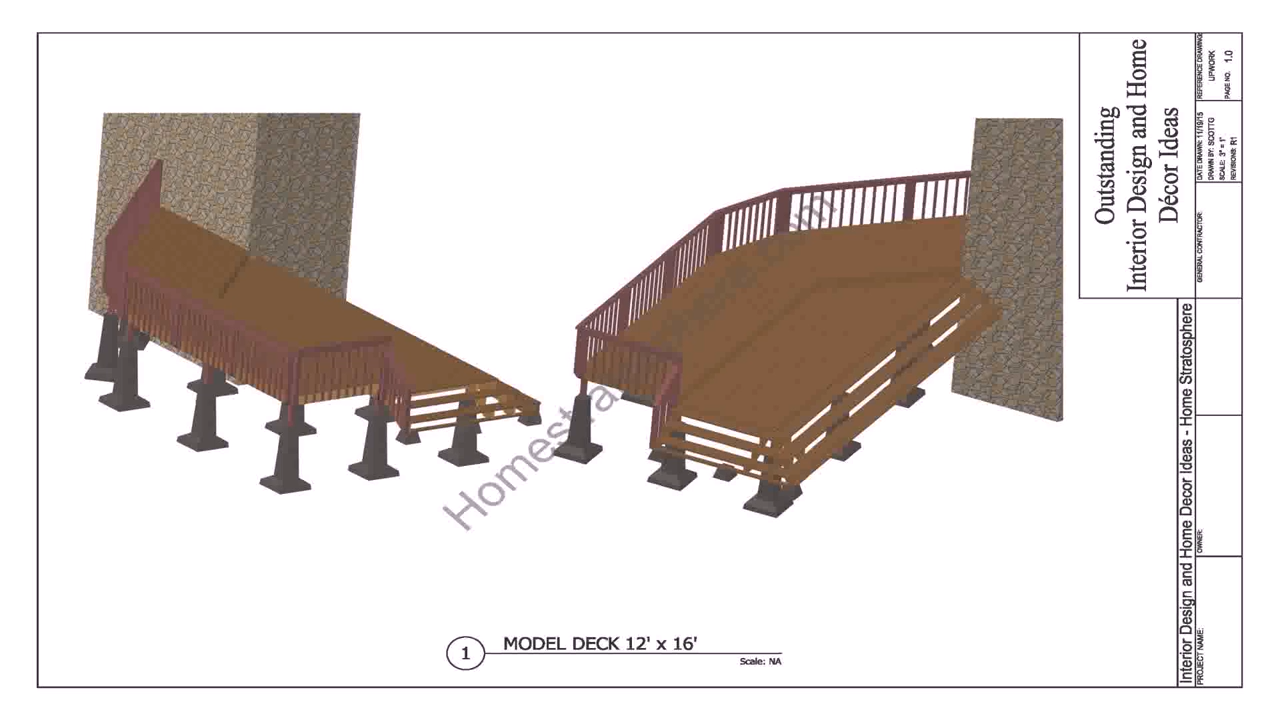 Outstanding
Interior Design and Home
Décor Ideas
REFERENCE DRAWING:
UPWORK
PAGE NO. 1.0
DATE DRAWN: 11/19/15
DRAWN BY: SCOTTG
SCALE: 3" = 1'
REVISION#: R1
GENERAL CONTRACTOR:
OWNER:
PROJECT NAME:
Interior Design and Home Decor Ideas - Home Stratosphere
1
MODEL DECK 12' x 16'
Scale: NA